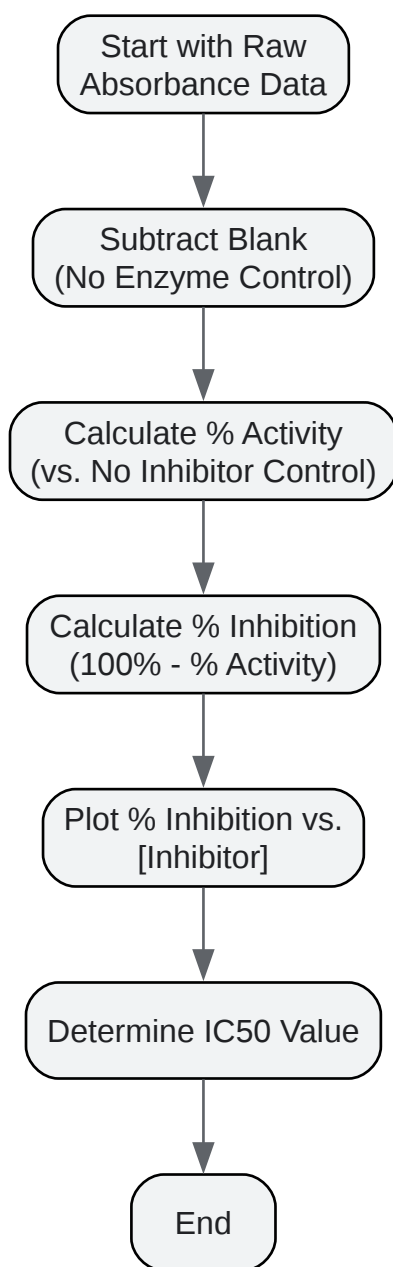 Start with Raw
Absorbance Data
Subtract Blank
(No Enzyme Control)
Calculate % Activity
(vs. No Inhibitor Control)
Calculate % Inhibition
(100% - % Activity)
Plot % Inhibition vs.
[Inhibitor]
Determine IC50 Value
End